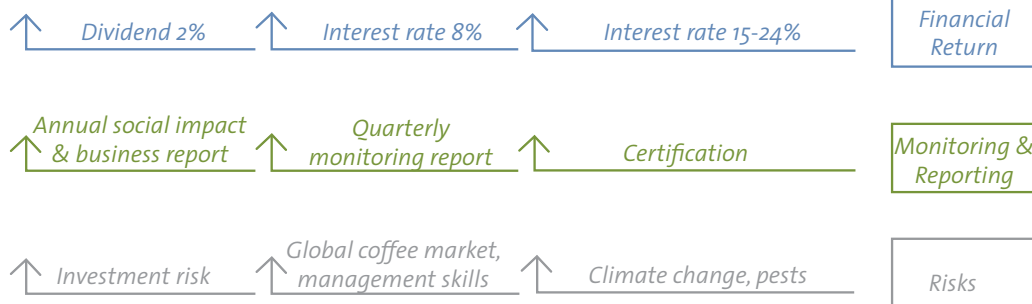 Dividend 2%
Interest rate 8%
Interest rate 15-24%
Financial
Return
Annual social impact
& business report
Quarterly
monitoring report
Certification
Monitoring &
Reporting
Investment risk
Global coffee market,
management skills
Climate change, pests
Risks